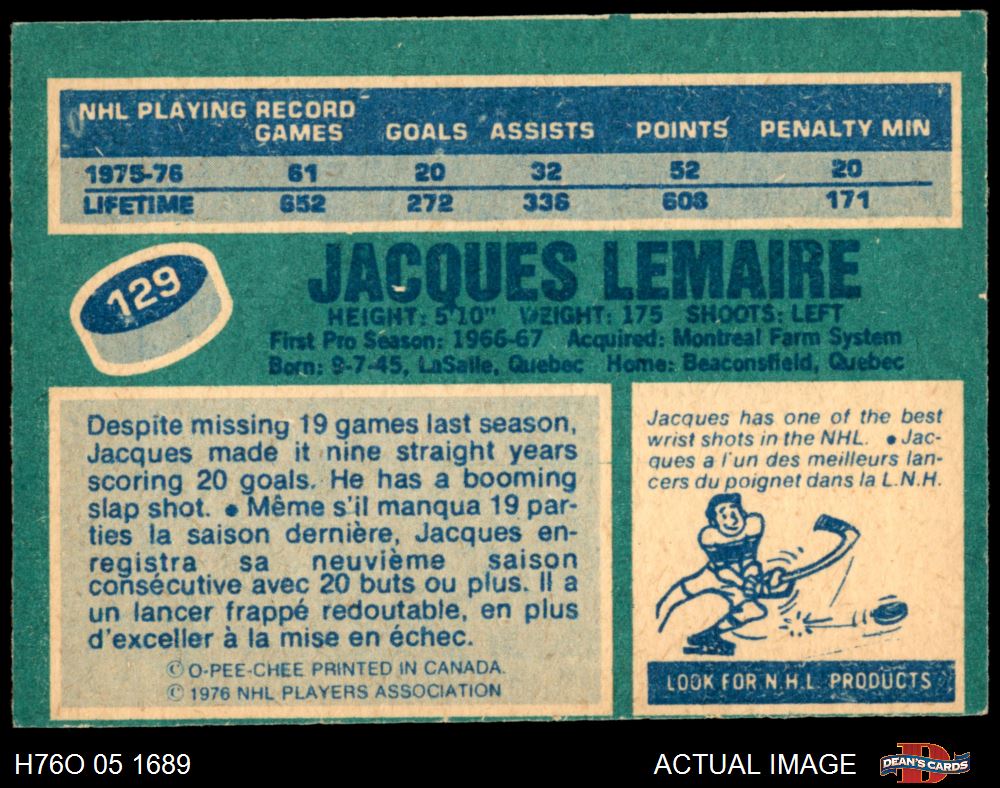 NHL PLAYING RECORD
GAMES GOALS ASSISTS POINTS PENALTY MIN
1975-76 61 20 32 52 20
LIFETIME 652 272 336 608 171
129
JACQUES LEMAIRE
HEIGHT: 5'10" WEIGHT: 175 SHOOTS: LEFT
First Pro Season: 1966-67 Acquired: Montreal Farm System
Born: 9-7-45, LaSalle, Quebec Home: Beaconsfield, Quebec
Despite missing 19 games last season,
Jacques made it nine straight years
scoring 20 goals. He has a booming
slap shot. ● Même s'il manqua 19 par-
ties la saison dernière, Jacques en-
registra sa neuvième saison
consécutive avec 20 buts ou plus. Il a
un lancer frappé redoutable, en plus
d'exceller à la mise en échec.
© O-PEE-CHEE PRINTED IN CANADA.
© 1976 NHL PLAYERS ASSOCIATION
Jacques has one of the best
wrist shots in the NHL. ● Jac-
ques a l'un des meilleurs lan-
cers du poignet dans la L.N.H.
LOOK FOR N.H.L. PRODUCTS
H76O 05 1689
ACTUAL IMAGE
DEAN'S CARDS